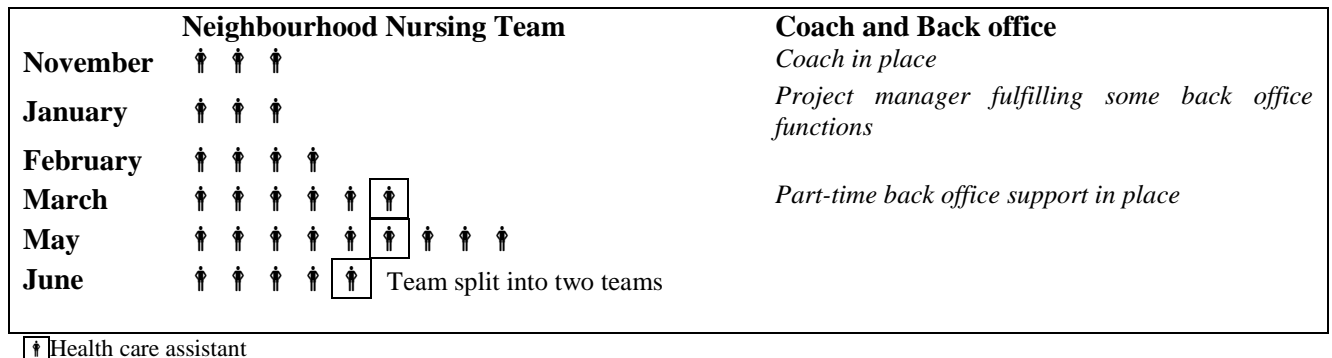 Neighbourhood Nursing Team Coach and Back office
November Coach in place
January Project manager fulfilling some back office
functions
February
March Part-time back office support in place
May
June Team split into two teams
Health care assistant